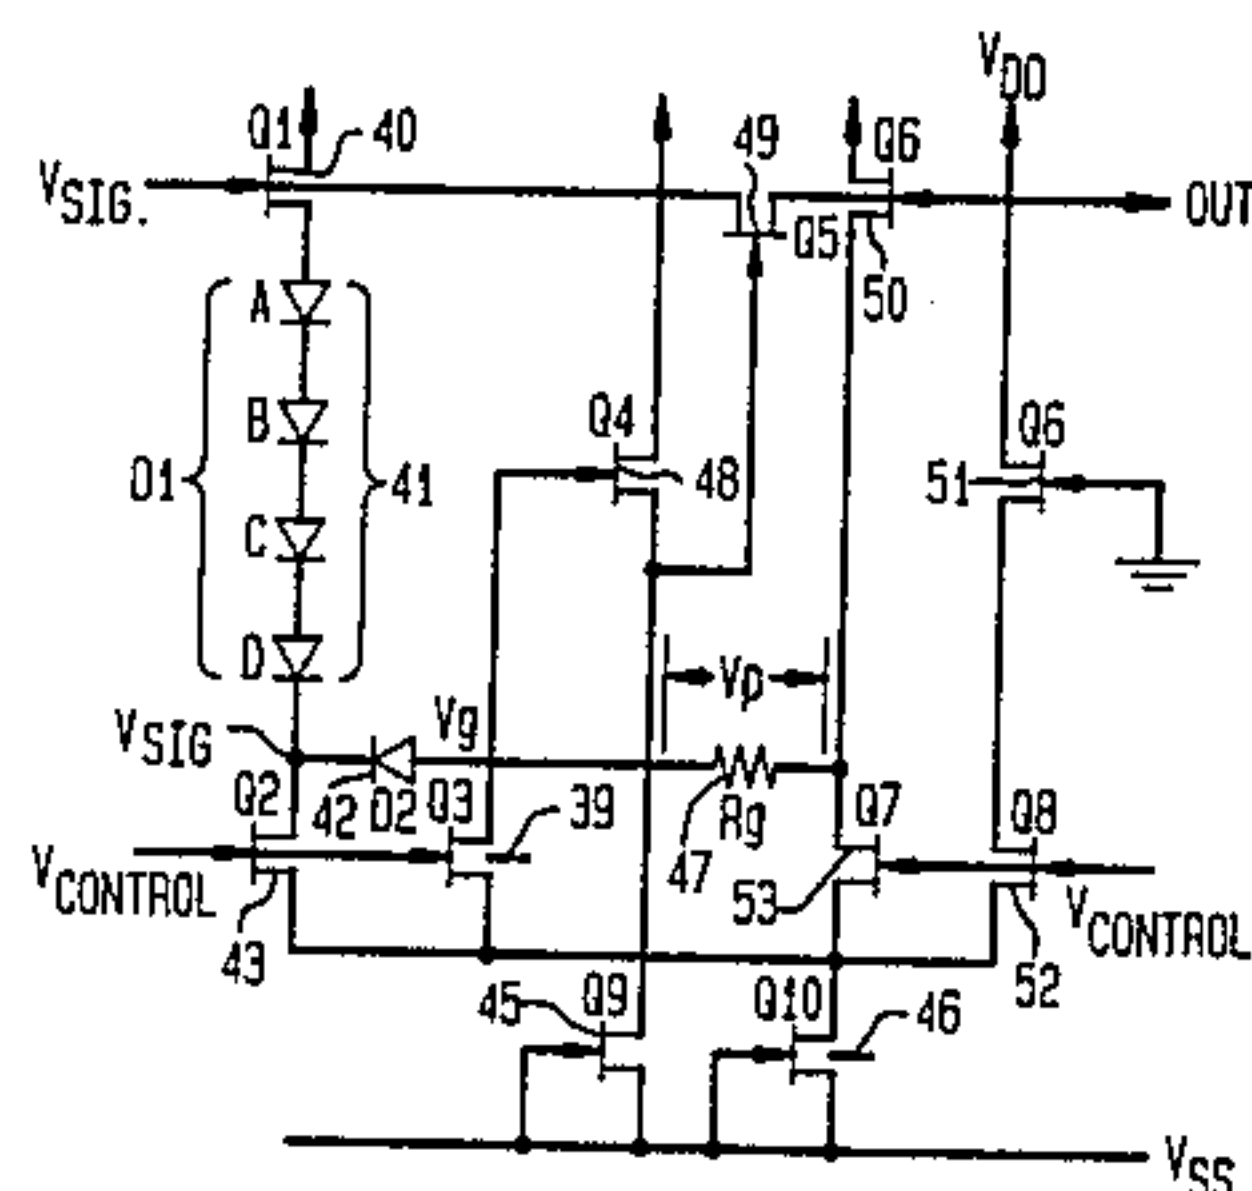 VDD
Q1
40
49
Q6
VSIG.
OUT
Q5
50
A
Q4
B
Q6
D1
41
48
51
C
D
Vp
VSIG
Vg
Q2
42
D2
Q3
39
Rg
Q7
Q8
47
VCONTROL
53
VCONTROL
43
Q9
Q10
52
45
46
VSS